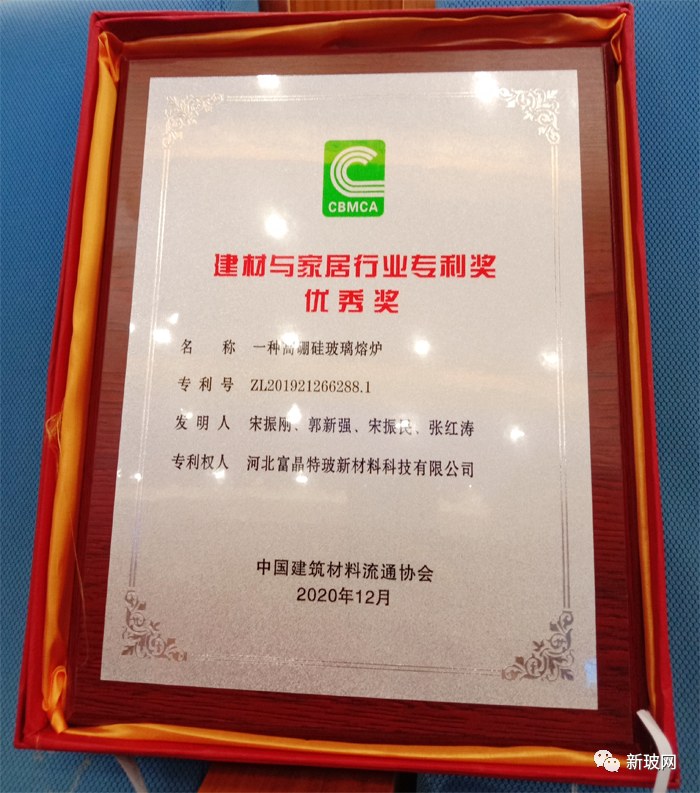 CBMCA
建材与家居行业专利奖
优秀奖
名 称 一种高硼硅玻璃熔炉
专利号 ZL201921266288.1
发明人 宋振刚、郭新强、宋振民、张红涛
专利权人 河北富晶特玻新材料科技有限公司
中国建筑材料流通协会
2020年12月
新玻网